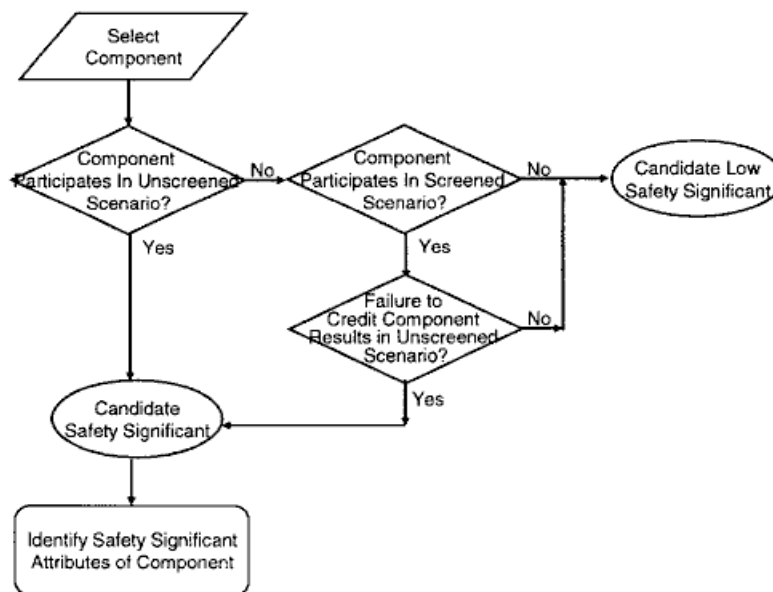 Select
Component
Component
Participates In Unscreened
Scenario?
No
Component
Participates In Screened
Scenario?
No
Candidate Low
Safety Significant
Yes
Yes
Failure to
Credit Component
Results in Unscreened
Scenario?
No
Yes
Candidate
Safety Significant
Identify Safety Significant
Attributes of Component